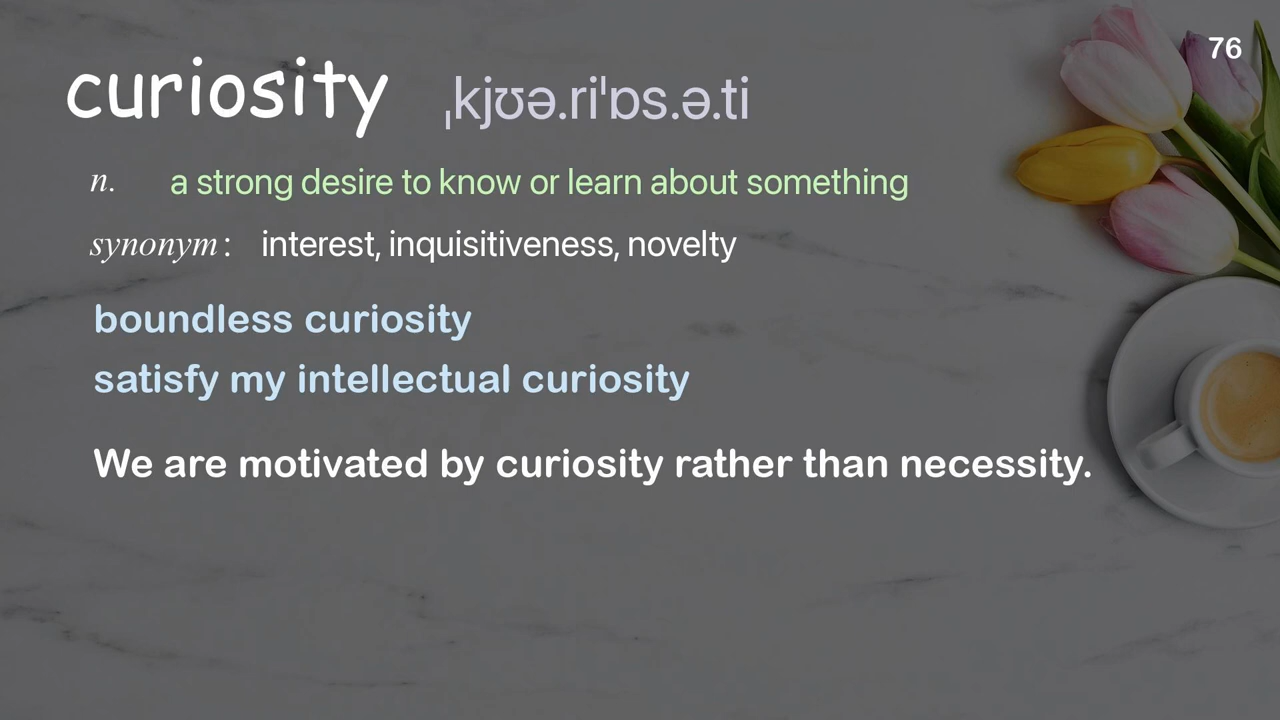 76
curiosity ˌkjʊə.riˈɒs.ə.ti
n. a strong desire to know or learn about something
synonym: interest, inquisitiveness, novelty
boundless curiosity
satisfy my intellectual curiosity
We are motivated by curiosity rather than necessity.